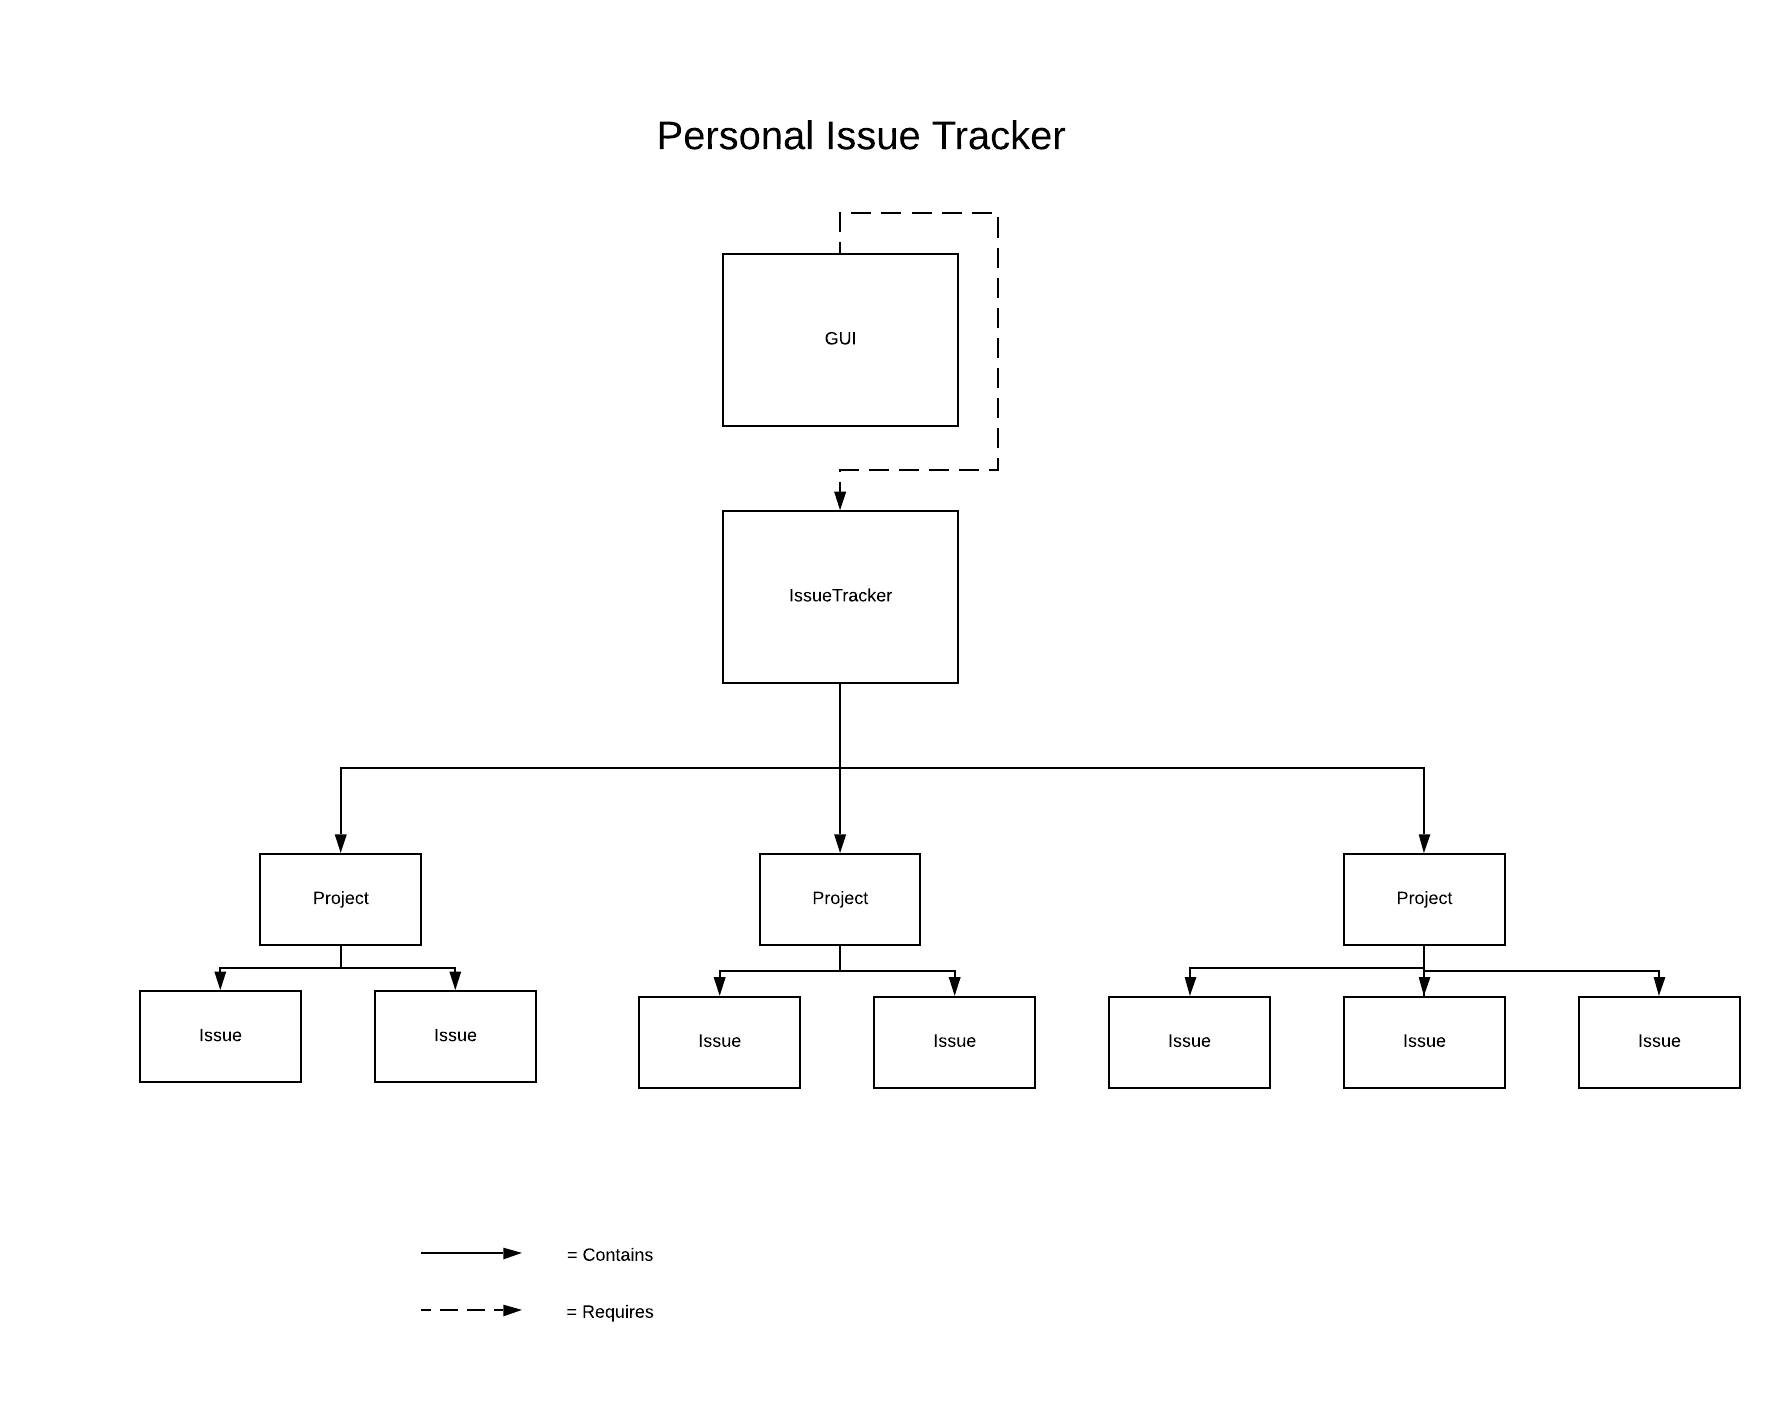 Personal Issue Tracker
GUI
IssueTracker
Project
Project
Project
Issue
Issue
Issue
Issue
Issue
Issue
Issue
= Contains
= Requires